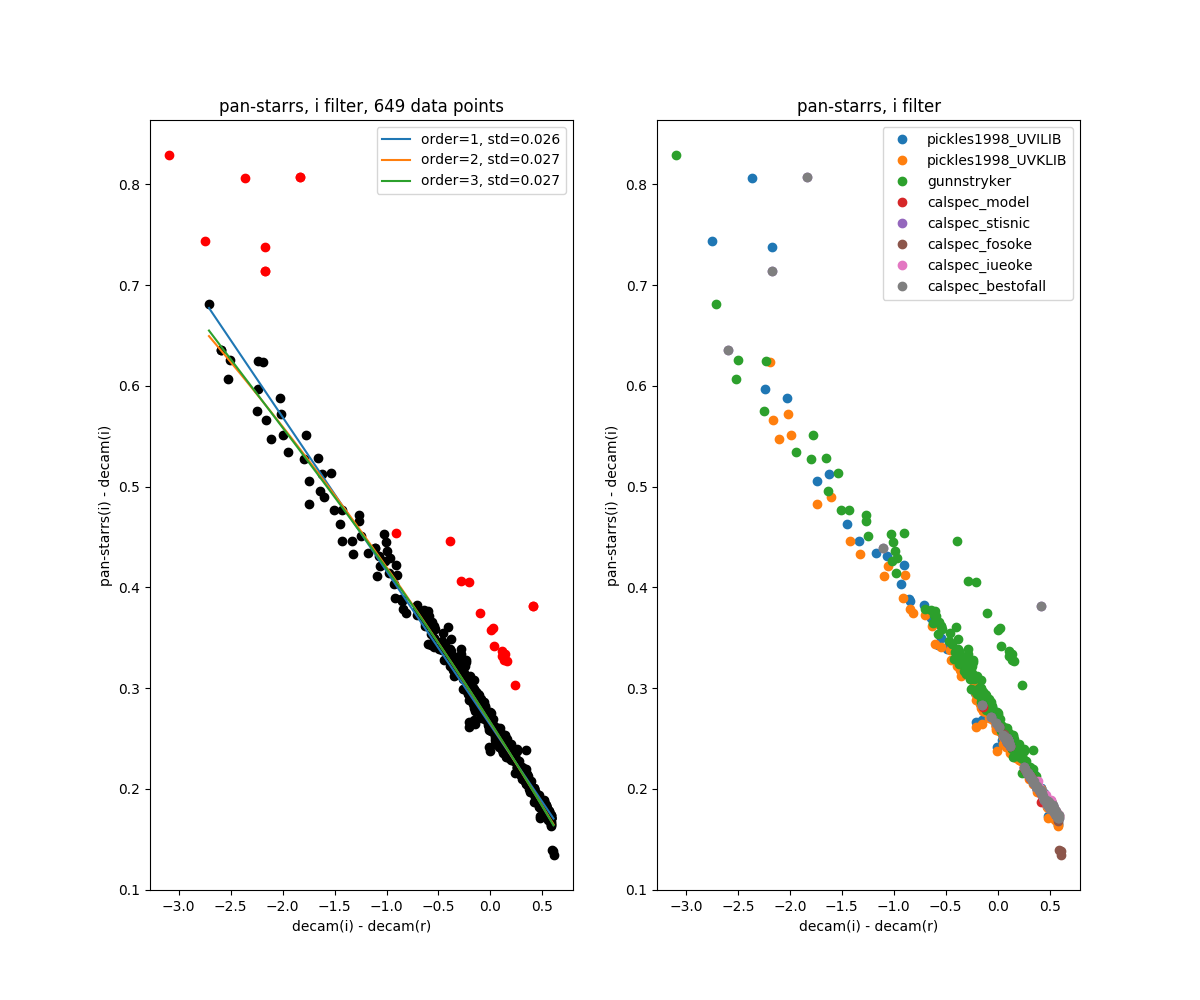 pan-starrs, i filter, 649 data points
order=1, std=0.026
order=2, std=0.027
order=3, std=0.027
pan-starrs(i) - decam(i)
0.8
0.7
0.6
0.5
0.4
0.3
0.2
0.1
−3.0 −2.5 −2.0 −1.5 −1.0 −0.5 0.0 0.5
decam(i) - decam(r)
pan-starrs, i filter
pickles1998_UVILIB
pickles1998_UVKLIB
gunnstryker
calspec_model
calspec_stisnic
calspec_fosoke
calspec_iueoke
calspec_bestofall
pan-starrs(i) - decam(i)
0.8
0.7
0.6
0.5
0.4
0.3
0.2
0.1
−3.0 −2.5 −2.0 −1.5 −1.0 −0.5 0.0 0.5
decam(i) - decam(r)